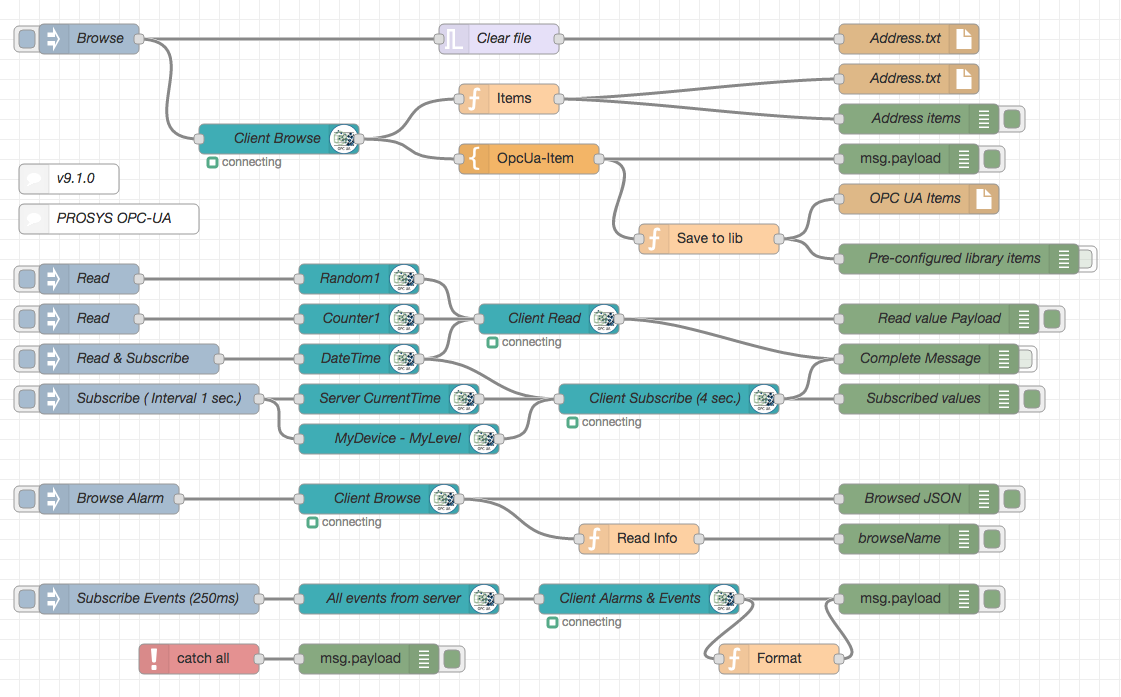 Browse
Clear file
Address.txt
Address.txt
Items
Address items
Client Browse
connecting
OpcUa-Item
msg.payload
v9.1.0
OPC UA Items
PROSYS OPC-UA
Save to lib
Pre-configured library items
Read
Random1
Read
Counter1
Client Read
connecting
Read value Payload
Read & Subscribe
DateTime
Complete Message
Subscribe ( Interval 1 sec.)
Server CurrentTime
Client Subscribe (4 sec.)
connecting
Subscribed values
MyDevice - MyLevel
Browse Alarm
Client Browse
connecting
Browsed JSON
Read Info
browseName
Subscribe Events (250ms)
All events from server
Client Alarms & Events
connecting
msg.payload
catch all
msg.payload
Format